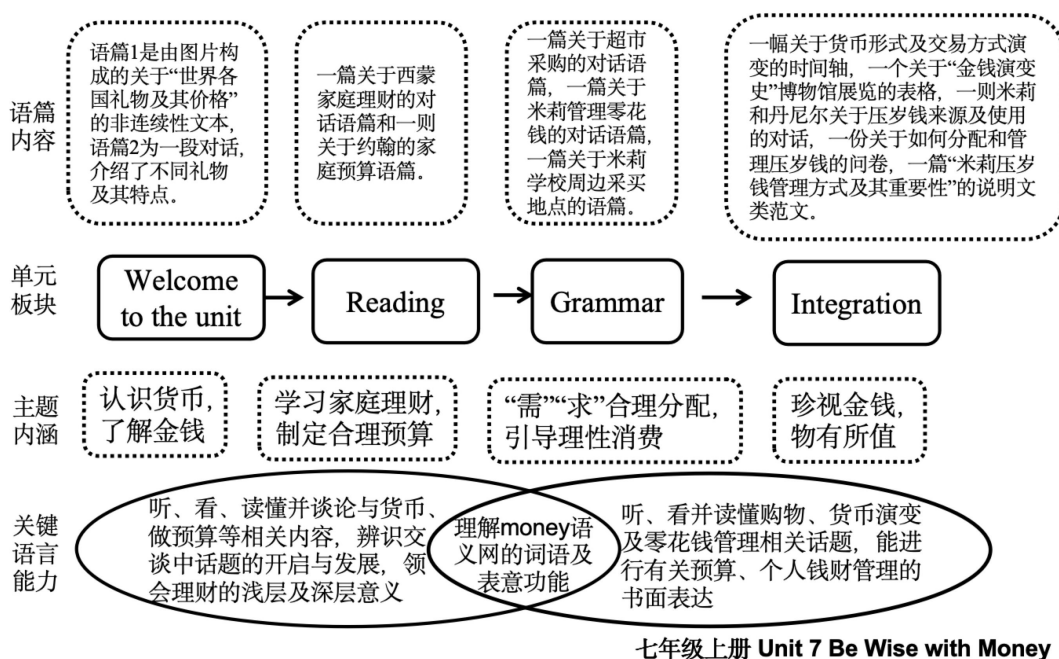 语篇
内容
语篇1是由图片构
成的关于“世界各
国礼物及其价格”
的非连续性文本,
语篇2为一段对话,
介绍了不同礼物
及其特点。
一篇关于西蒙
家庭理财的对
话语篇和一则
关于约翰的家
庭预算语篇。
一篇关于超市
采购的对话语
篇，一篇关于
米莉管理零花
钱的对话语篇,
一篇关于米莉
学校周边采买
地点的语篇。
一幅关于货币形式及交易方式演
变的时间轴，一个关于“金钱演变
史”博物馆展览的表格，一则米莉
和丹尼尔关于压岁钱来源及使用
的对话，一份关于如何分配和管
理压岁钱的问卷，一篇“米莉压岁
钱管理方式及其重要性”的说明文
类范文。
单元
板块
Welcome
to the unit
Reading
Grammar
Integration
主题
内涵
认识货币,
了解金钱
学习家庭理财,
制定合理预算
“需”“求”合理分配,
引导理性消费
珍视金钱,
物有所值
关键
语言
能力
听、看、读懂并谈论与货币、
做预算等相关内容，辨识交
谈中话题的开启与发展，领
会理财的浅层及深层意义
理解money语
义网的词语及
表意功能
听、看并读懂购物、货币演变
及零花钱管理相关话题，能进
行有关预算、个人钱财管理的
书面表达
七年级上册 Unit 7 Be Wise with Money